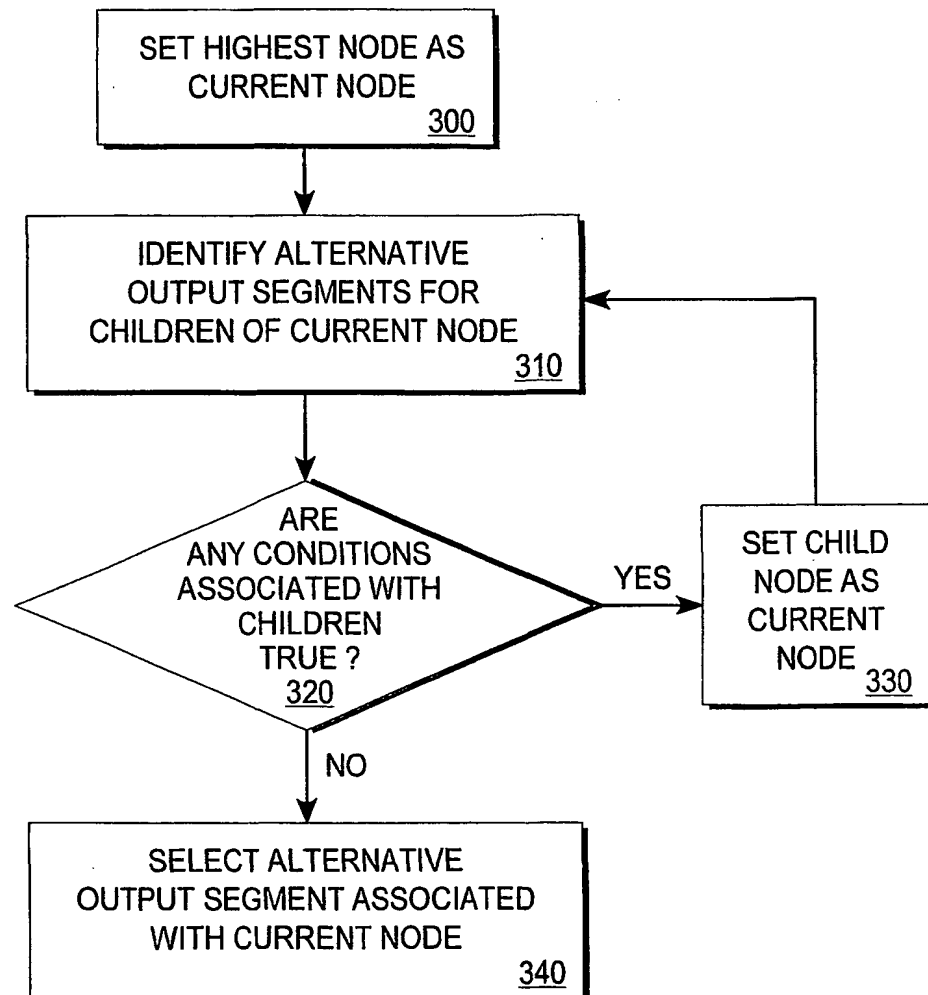 SET HIGHEST NODE AS
CURRENT NODE
300
IDENTIFY ALTERNATIVE
OUTPUT SEGMENTS FOR
CHILDREN OF CURRENT NODE
310
ARE
ANY CONDITIONS
ASSOCIATED WITH
CHILDREN
TRUE ?
320
YES
SET CHILD
NODE AS
CURRENT
NODE
330
NO
SELECT ALTERNATIVE
OUTPUT SEGMENT ASSOCIATED
WITH CURRENT NODE
340